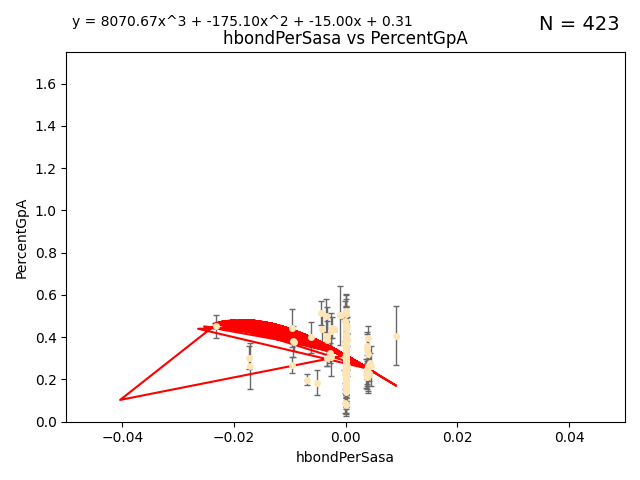 y = 8070.67x^3 + -175.10x^2 + -15.00x + 0.31
N = 423
hbondPerSasa vs PercentGpA
PercentGpA
1.6
1.4
1.2
1.0
0.8
0.6
0.4
0.2
0.0
−0.04
−0.02
0.00
0.02
0.04
hbondPerSasa